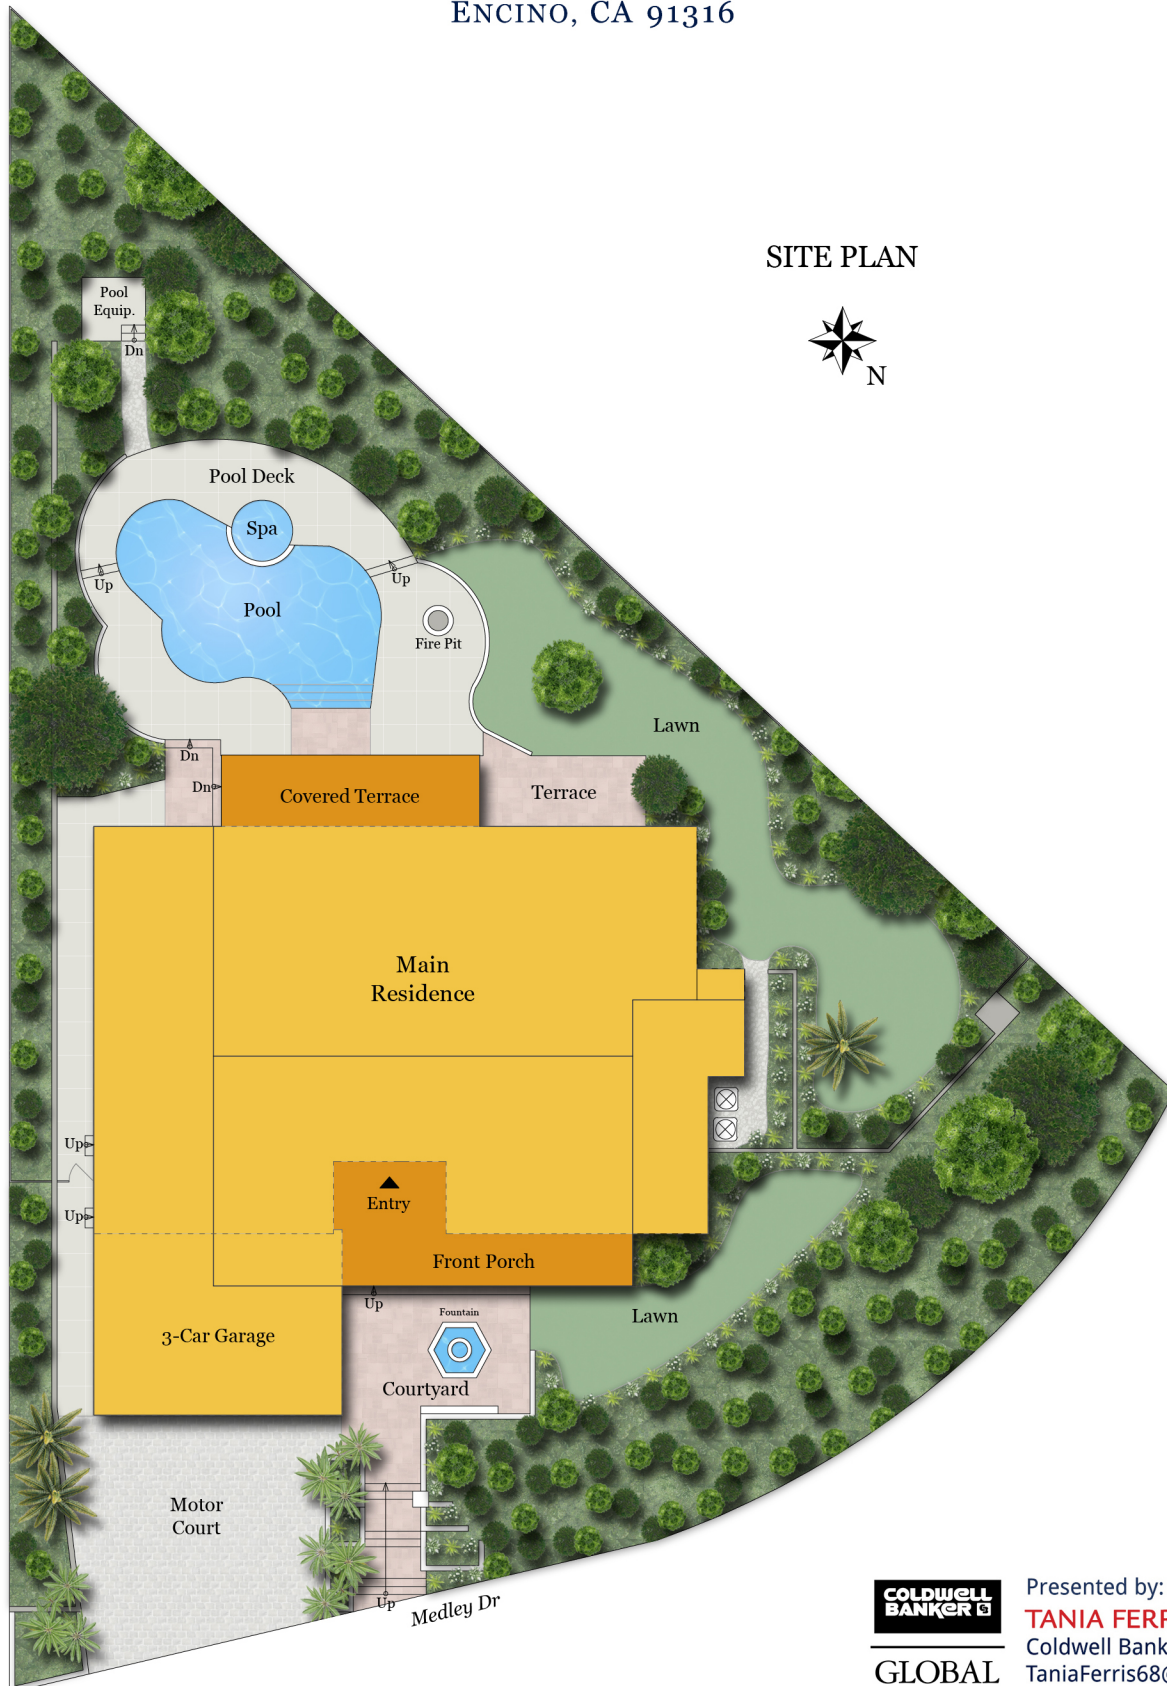 ENCINO, CA 91316
SITE PLAN
N
Pool
Equip.
Dn
Pool Deck
Spa
Up
Up
Pool
Fire Pit
Lawn
Dn
Dn
Covered Terrace
Terrace
Main
Residence
Up
Entry
Up
Front Porch
Up
Fountain
Lawn
3-Car Garage
Courtyard
Motor
Court
Up
Medley Dr
COLDWELL
BANKER CB
Presented by:
TANIA FERR
Coldwell Bank
GLOBAL
TaniaFerris68@